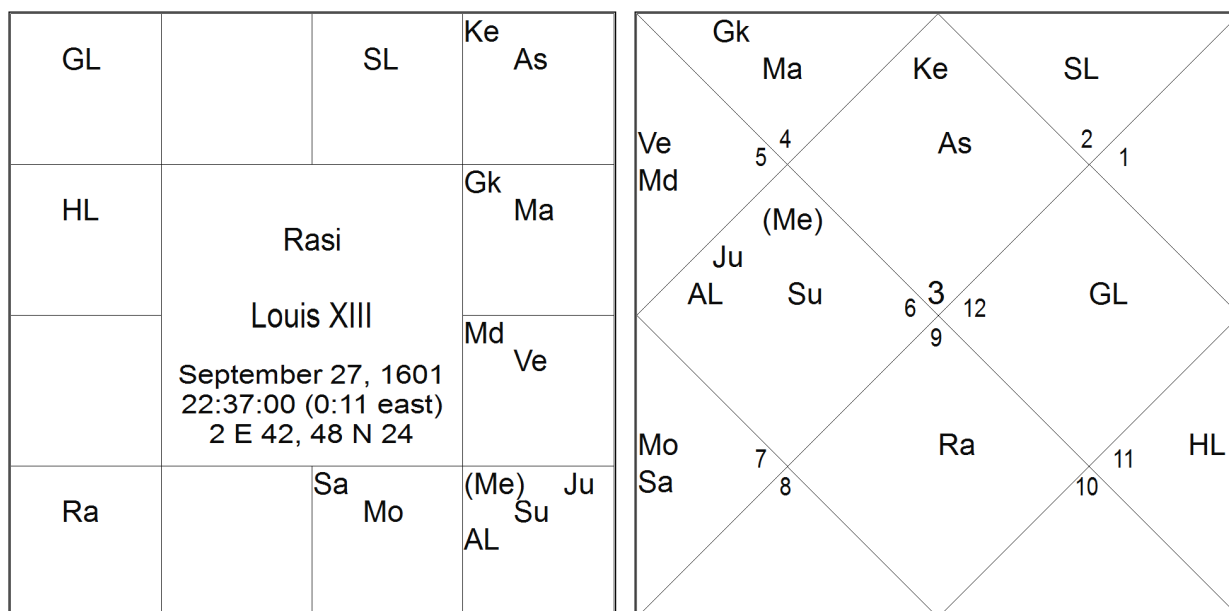 GL
SL
Ke
As
HL
Gk
Ma
Rasi
Louis XIII
September 27, 1601
22:37:00 (0:11 east)
2 E 42, 48 N 24
Md
Ve
Ra
Sa
Mo
(Me) Ju
Su
AL
Gk
Ma
Ke
SL
Ve
Md
5 4
As
2 1
(Me)
Ju
AL Su
6 3 12
9
GL
Mo
Sa
7
8
Ra
11
10
HL